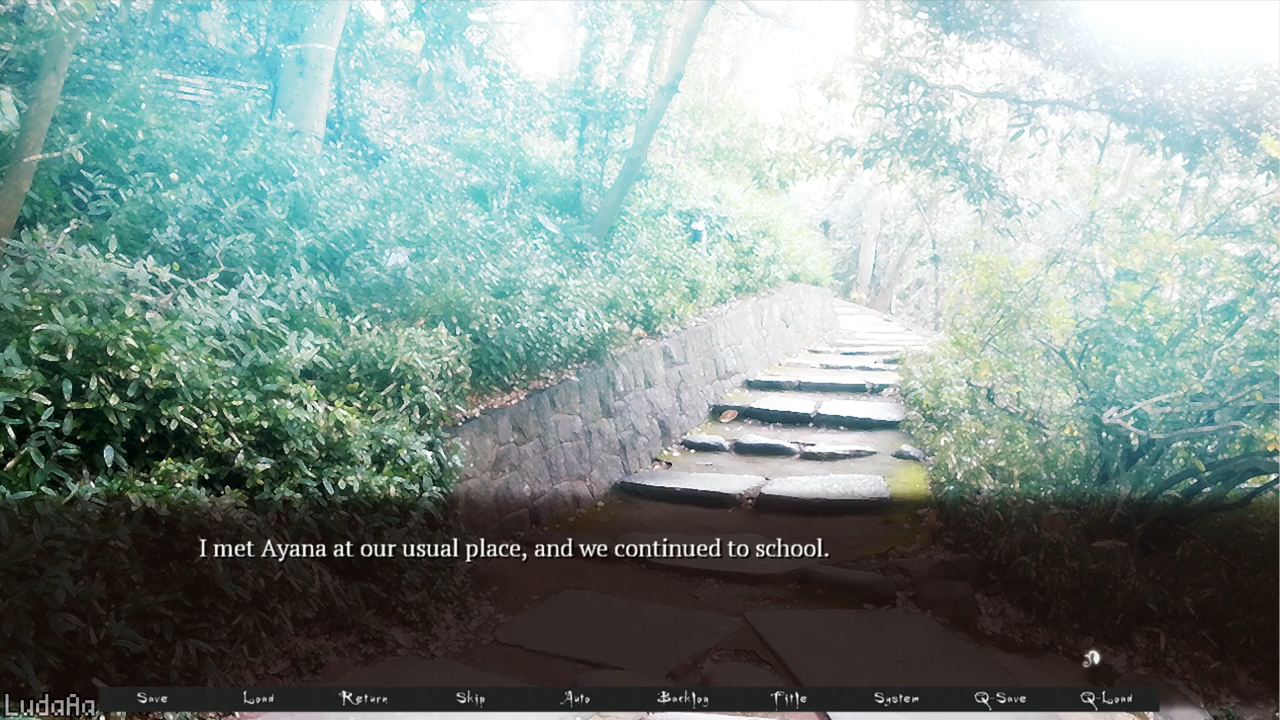 I met Ayana at our usual place, and we continued to school.
Save Load Return Skip Auto Backlog Title System Q-Save Q-Load
LudaAa